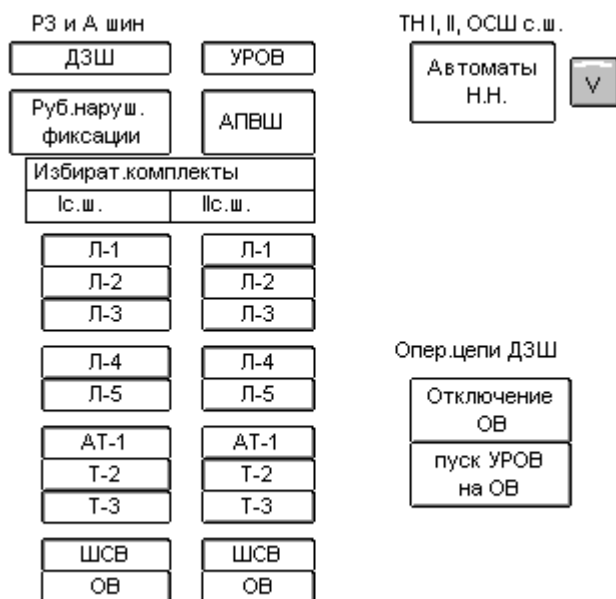 РЗ и А шин
ДЗШ
УРОВ
Руб.наруш.
фиксации
АПВШ
Избират.комплекты
Iс.ш.
IIс.ш.
Л-1
Л-1
Л-2
Л-2
Л-3
Л-3
Л-4
Л-4
Л-5
Л-5
АТ-1
АТ-1
Т-2
Т-2
Т-3
Т-3
ШСВ
ШСВ
ОВ
ОВ
ТН I, II, ОСШ с.ш.
Автоматы
Н.Н.
V
Опер.цепи ДЗШ
Отключение
ОВ
пуск УРОВ
на ОВ